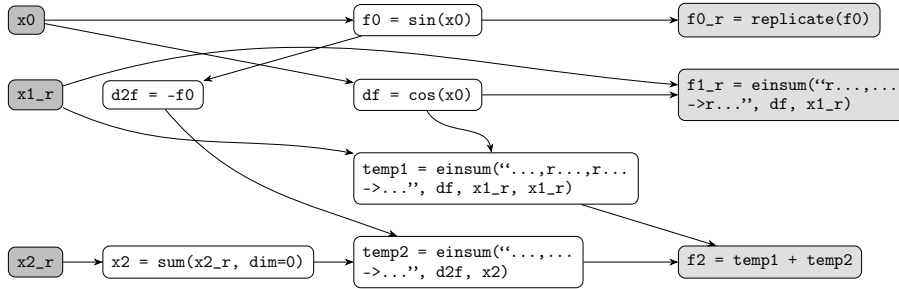 x0
f0 = sin(x0)
f0_r = replicate(f0)
x1_r
d2f = -f0
df = cos(x0)
f1_r = einsum(“r...,...
->r...”, df, x1_r)
temp1 = einsum(“...,r...,r...
->...”, df, x1_r, x1_r)
x2_r
x2 = sum(x2_r, dim=0)
temp2 = einsum(“...,...
->...”, d2f, x2)
f2 = temp1 + temp2